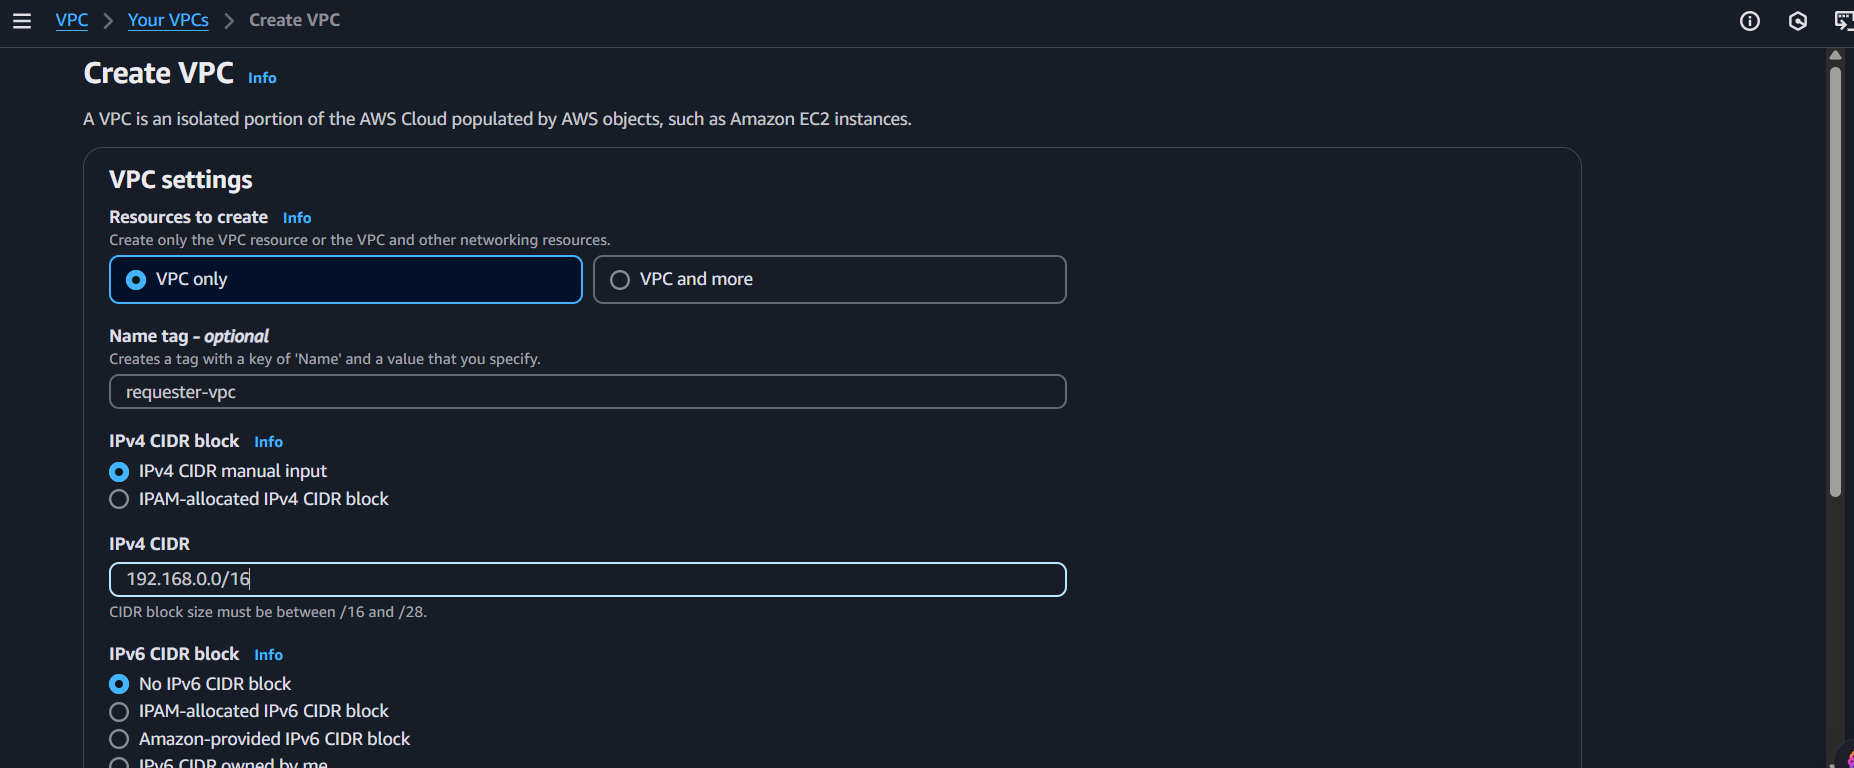 VPC > Your VPCs > Create VPC
Create VPC Info
A VPC is an isolated portion of the AWS Cloud populated by AWS objects, such as Amazon EC2 instances.
VPC settings
Resources to create Info
Create only the VPC resource or the VPC and other networking resources.
VPC only
VPC and more
Name tag - optional
Creates a tag with a key of 'Name' and a value that you specify.
requester-vpc
IPv4 CIDR block Info
IPv4 CIDR manual input
IPAM-allocated IPv4 CIDR block
IPv4 CIDR
192.168.0.0/16
CIDR block size must be between /16 and /28.
IPv6 CIDR block Info
No IPv6 CIDR block
IPAM-allocated IPv6 CIDR block
Amazon-provided IPv6 CIDR block
IPv6 CIDR owned by me